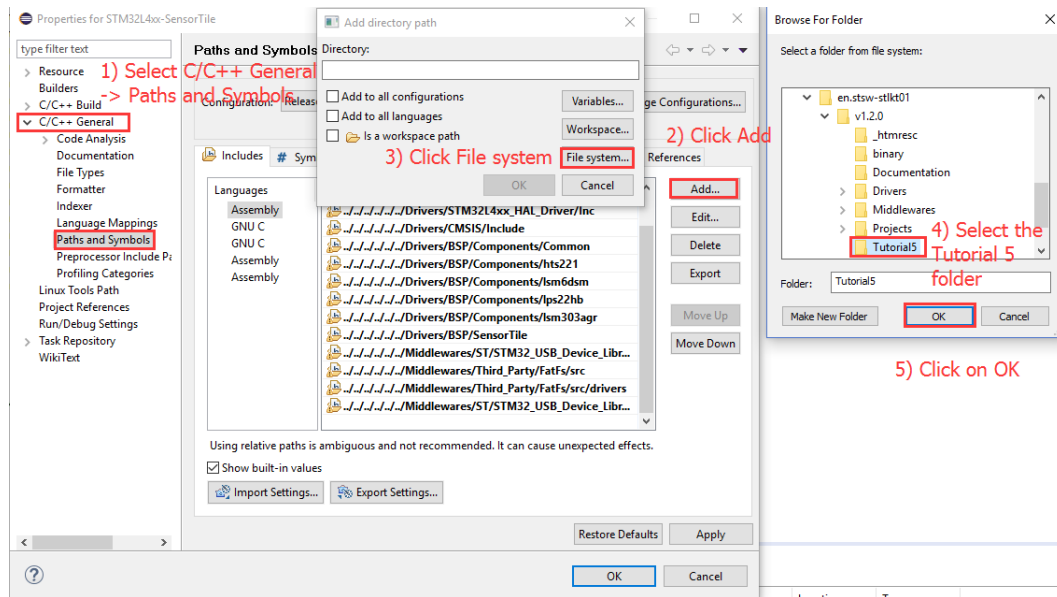 Properties for STM32L4xx-SensorTile
type filter text
Resource
Builders
C/C++ Build
C/C++ General
Code Analysis
Documentation
File Types
Formatter
Indexer
Language Mappings
Paths and Symbols
Preprocessor Include Pa
Profiling Categories
Linux Tools Path
Project References
Run/Debug Settings
Task Repository
WikiText
1) Select C/C++ General
-> Paths and Symbols
Paths and Symbols
Configuration:
ge Configurations...
Includes
# Sym
References
Languages
Assembly
GNU C
GNU C
Assembly
Assembly
../../../../../../Drivers/STM32L4xx_HAL_Driver/Inc
../../../../../../Drivers/CMSIS/Include
../../../../../../Drivers/BSP/Components/Common
../../../../../../Drivers/BSP/Components/hts221
../../../../../../Drivers/BSP/Components/lsm6dsm
../../../../../../Drivers/BSP/Components/lps22hb
../../../../../../Drivers/BSP/Components/lsm303agr
../../../../../../Drivers/BSP/SensorTile
../../../../../../Middlewares/ST/STM32_USB_Device_Libr...
../../../../../../Middlewares/Third_Party/FatFs/src
../../../../../../Middlewares/Third_Party/FatFs/src/drivers
../../../../../../Middlewares/ST/STM32_USB_Device_Libr...
2) Click Add
Add...
Edit...
Delete
Export
Move Up
Move Down
Using relative paths is ambiguous and not recommended. It can cause unexpected effects.
Show built-in values
Import Settings...
Export Settings...
Restore Defaults
Apply
OK
Cancel
Add directory path
Directory:
Add to all configurations
Add to all languages
Is a workspace path
Variables...
Workspace...
3) Click File system
File system...
OK
Cancel
Browse For Folder
Select a folder from file system:
en.stsw-stlkt01
v1.2.0
_htmresc
binary
Documentation
Drivers
Middlewares
Projects
Tutorial5
4) Select the
Tutorial 5
folder
Folder:
Tutorial5
Make New Folder
OK
Cancel
5) Click on OK